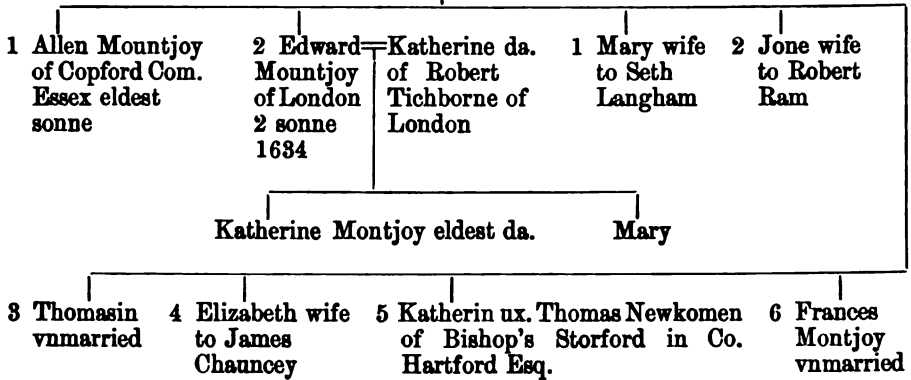 1 Allen Mountjoy
of Copford Com.
Essex eldest
sonne
2 Edward
Mountjoy
of London
2 sonne
1634
Katherine da.
of Robert
Tichborne of
London
1 Mary wife
to Seth
Langham
2 Jone wife
to Robert
Ram
Katherine Montjoy eldest da.
Mary
3 Thomasin
vnmarried
4 Elizabeth wife
to James
Chauncey
5 Katherin ux. Thomas Newkomen
of Bishop's Storford in Co.
Hartford Esq.
6 Frances
Montjoy
vnmarried